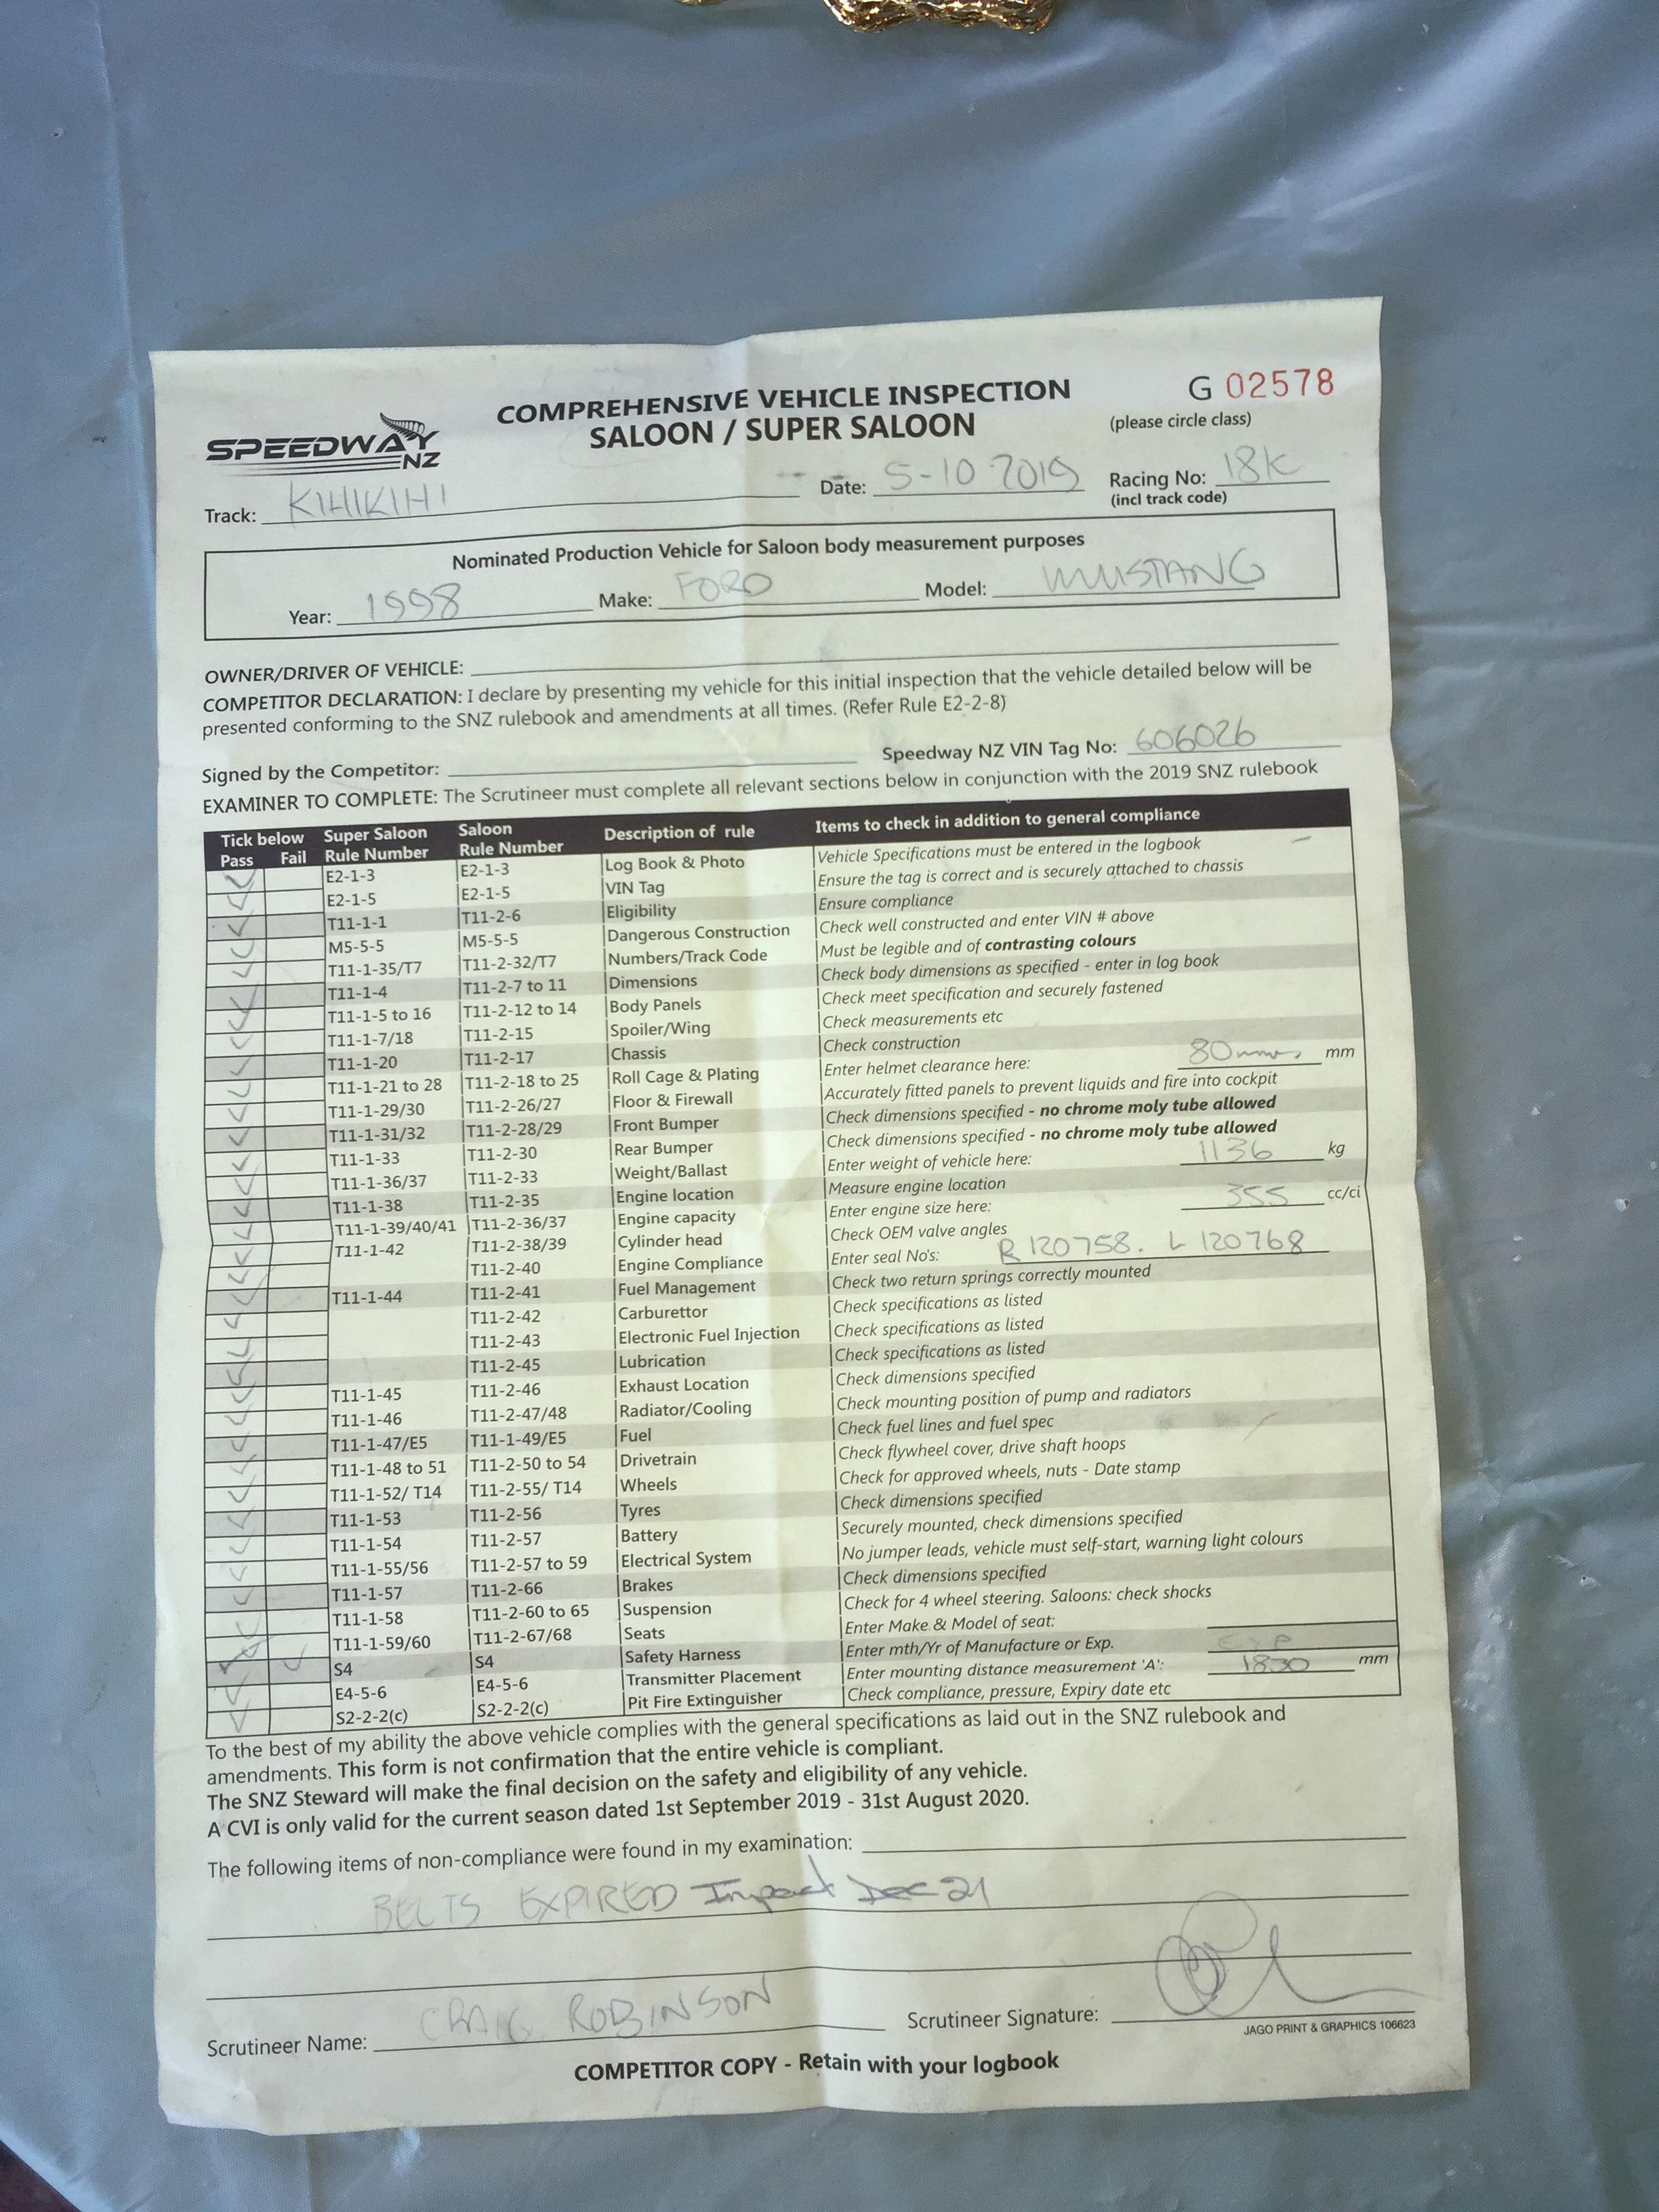 COMPREHENSIVE VEHICLE INSPECTION
G 02578
SALOON / SUPER SALOON
(please circle class)
SPEEDWAY NZ
Track: KIHIKIHI Date: 5-10 2019 Racing No: 18K
(incl track code)
Nominated Production Vehicle for Saloon body measurement purposes
Year: 1998 Make: FORD Model: MUSTANG
OWNER/DRIVER OF VEHICLE:
COMPETITOR DECLARATION: I declare by presenting my vehicle for this initial inspection that the vehicle detailed below will be
presented conforming to the SNZ rulebook and amendments at all times. (Refer Rule E2-2-8)
Signed by the Competitor: Speedway NZ VIN Tag No: 606026
EXAMINER TO COMPLETE: The Scrutineer must complete all relevant sections below in conjunction with the 2019 SNZ rulebook
Tick below Super Saloon Saloon Description of rule Items to check in addition to general compliance
Pass Fail Rule Number Rule Number
E2-1-3 E2-1-3 Log Book & Photo Vehicle Specifications must be entered in the logbook
E2-1-5 E2-1-5 VIN Tag Ensure the tag is correct and is securely attached to chassis
T11-1-1 T11-2-6 Eligibility Ensure compliance
M5-5-5 M5-5-5 Dangerous Construction Check well constructed and enter VIN # above
T11-1-35/T7 T11-2-32/T7 Numbers/Track Code Must be legible and of contrasting colours
T11-1-4 T11-2-7 to 11 Dimensions Check body dimensions as specified - enter in log book
T11-1-5 to 16 T11-2-12 to 14 Body Panels Check meet specification and securely fastened
T11-1-7/18 T11-2-15 Spoiler/Wing Check measurements etc
T11-1-20 T11-2-17 Chassis Check construction
T11-1-21 to 28 T11-2-18 to 25 Roll Cage & Plating Enter helmet clearance here: 80mm. mm
T11-1-29/30 T11-2-26/27 Floor & Firewall Accurately fitted panels to prevent liquids and fire into cockpit
T11-1-31/32 T11-2-28/29 Front Bumper Check dimensions specified - no chrome moly tube allowed
T11-1-33 T11-2-30 Rear Bumper Check dimensions specified - no chrome moly tube allowed
T11-1-36/37 T11-2-33 Weight/Ballast Enter weight of vehicle here: 1136 kg
T11-1-38 T11-2-35 Engine location Measure engine location
T11-1-39/40/41 T11-2-36/37 Engine capacity Enter engine size here: 355 cc/ci
T11-1-42 T11-2-38/39 Cylinder head Check OEM valve angles
T11-2-40 Engine Compliance Enter seal No's: R 120758. L 120768
T11-1-44 T11-2-41 Fuel Management Check two return springs correctly mounted
T11-2-42 Carburettor Check specifications as listed
T11-2-43 Electronic Fuel Injection Check specifications as listed
T11-2-45 Lubrication Check specifications as listed
T11-1-45 T11-2-46 Exhaust Location Check dimensions specified
T11-1-46 T11-2-47/48 Radiator/Cooling Check mounting position of pump and radiators
T11-1-47/E5 T11-1-49/E5 Fuel Check fuel lines and fuel spec
T11-1-48 to 51 T11-2-50 to 54 Drivetrain Check flywheel cover, drive shaft hoops
T11-1-52/ T14 T11-2-55/ T14 Wheels Check for approved wheels, nuts - Date stamp
T11-1-53 T11-2-56 Tyres Check dimensions specified
T11-1-54 T11-2-57 Battery Securely mounted, check dimensions specified
T11-1-55/56 T11-2-57 to 59 Electrical System No jumper leads, vehicle must self-start, warning light colours
T11-1-57 T11-2-66 Brakes Check dimensions specified
T11-1-58 T11-2-60 to 65 Suspension Check for 4 wheel steering. Saloons: check shocks
T11-1-59/60 T11-2-67/68 Seats Enter Make & Model of seat:
S4 S4 Safety Harness Enter mth/Yr of Manufacture or Exp. EXP
E4-5-6 E4-5-6 Transmitter Placement Enter mounting distance measurement 'A': 1830 mm
S2-2-2(c) S2-2-2(c) Pit Fire Extinguisher Check compliance, pressure, Expiry date etc
To the best of my ability the above vehicle complies with the general specifications as laid out in the SNZ rulebook and
amendments. This form is not confirmation that the entire vehicle is compliant.
The SNZ Steward will make the final decision on the safety and eligibility of any vehicle.
A CVI is only valid for the current season dated 1st September 2019 - 31st August 2020.
The following items of non-compliance were found in my examination:
BELTS EXPIRED Impact Dec 21
Scrutineer Name: CRAIG ROBINSON Scrutineer Signature:
JAGO PRINT & GRAPHICS 106623
COMPETITOR COPY - Retain with your logbook